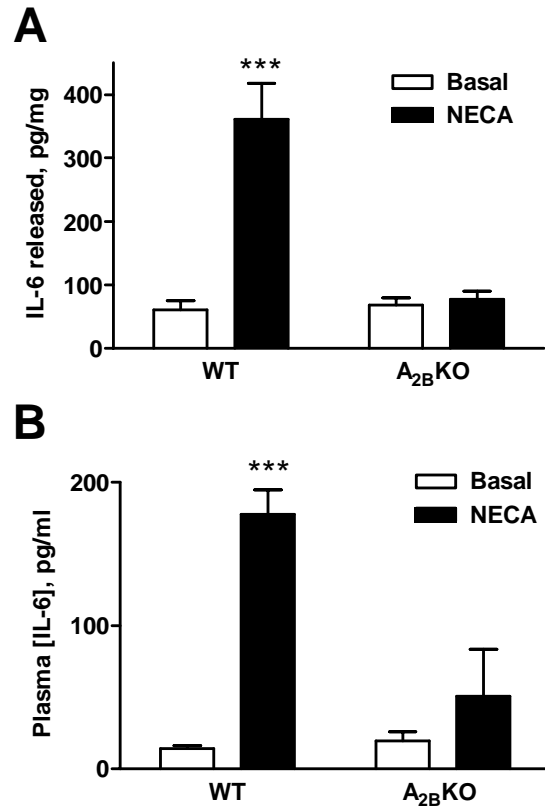 A
IL-6 released, pg/mg
400
300
200
100
0
***
Basal
NECA
WT
A2BKO
B
Plasma [IL-6], pg/ml
200
100
0
***
Basal
NECA
WT
A2BKO